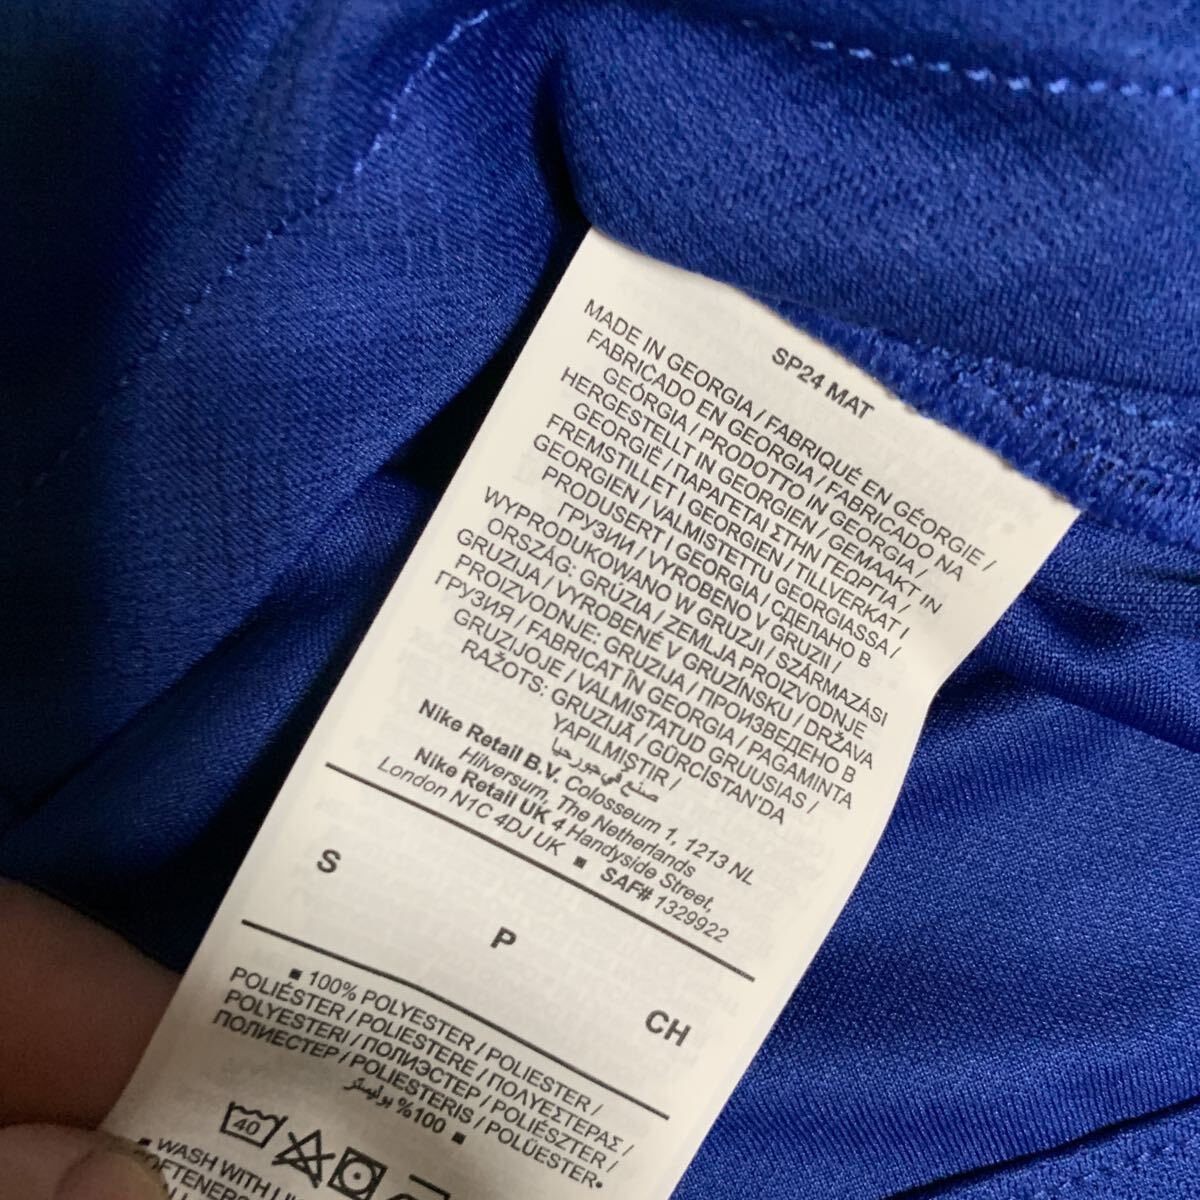 SP24 MAT
MADE IN GEORGIA / FABRIQUÉ EN GÉORGIE /
FABRICADO EN GEORGIA / FABRICADO NA
GEÓRGIA / PRODOTTO IN GEORGIA /
HERGESTELLT IN GEORGIEN / GEMAAKT IN
GEORGIË / ΠΑΡΑΓΕΤΑΙ ΣΤΗΝ ΓΕΩΡΓΙΑ /
FREMSTILLET I GEORGIEN / TILLVERKAT I
GEORGIEN / VALMISTETTU GEORGIASSA /
PRODUSERT I GEORGIA / СДЕЛАНО В
ГРУЗИИ / VYROBENO V GRUZII /
WYPRODUKOWANO W GRUZJI / SZÁRMAZÁSI
ORSZÁG: GRÚZIA / ZEMLJA PROIZVODNJE
GRUZIJA / VYROBENÉ V GRUZÍNSKU / DRŽAVA
PROIZVODNJE: GRUZIJA / ПРОИЗВЕДЕНО В
ГРУЗИЯ / FABRICAT ÎN GEORGIA / PAGAMINTA
GRUZIJOJE / VALMISTATUD GRUUSIAS /
RAŽOTS: GRUZIJĀ / GÜRCİSTAN'DA
YAPILMIŞTIR /
صنع في جورجيا
Nike Retail B.V. Colosseum 1, 1213 NL
Hilversum, The Netherlands
Nike Retail UK 4 Handyside Street,
London N1C 4DJ UK ■ SAF# 1329922
S P CH
■ 100% POLYESTER / POLIESTER /
POLIÉSTER / POLIESTERE / ΠΟΛΥΕΣΤΕΡΑΣ /
POLYESTERI / ПОЛИЭСТЕР / POLIÉSZTER /
ПОЛИЕСТЕР / POLIESTERIS / POLÜESTER
100% بوليستر ■
40
■ WASH WITH
SOFTENERS